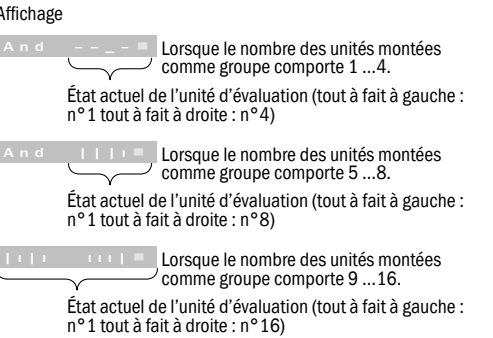 Affichage
And – – _ – ■ Lorsque le nombre des unités montées
comme groupe comporte 1 ...4.
État actuel de l'unité d'évaluation (tout à fait à gauche :
n°1 tout à fait à droite : n°4)
And | | | ı ■ Lorsque le nombre des unités montées
comme groupe comporte 5 ...8.
État actuel de l'unité d'évaluation (tout à fait à gauche :
n°1 tout à fait à droite : n°8)
| ı | ı ı ı ı | ■ Lorsque le nombre des unités montées
comme groupe comporte 9 ...16.
État actuel de l'unité d'évaluation (tout à fait à gauche :
n°1 tout à fait à droite : n°16)